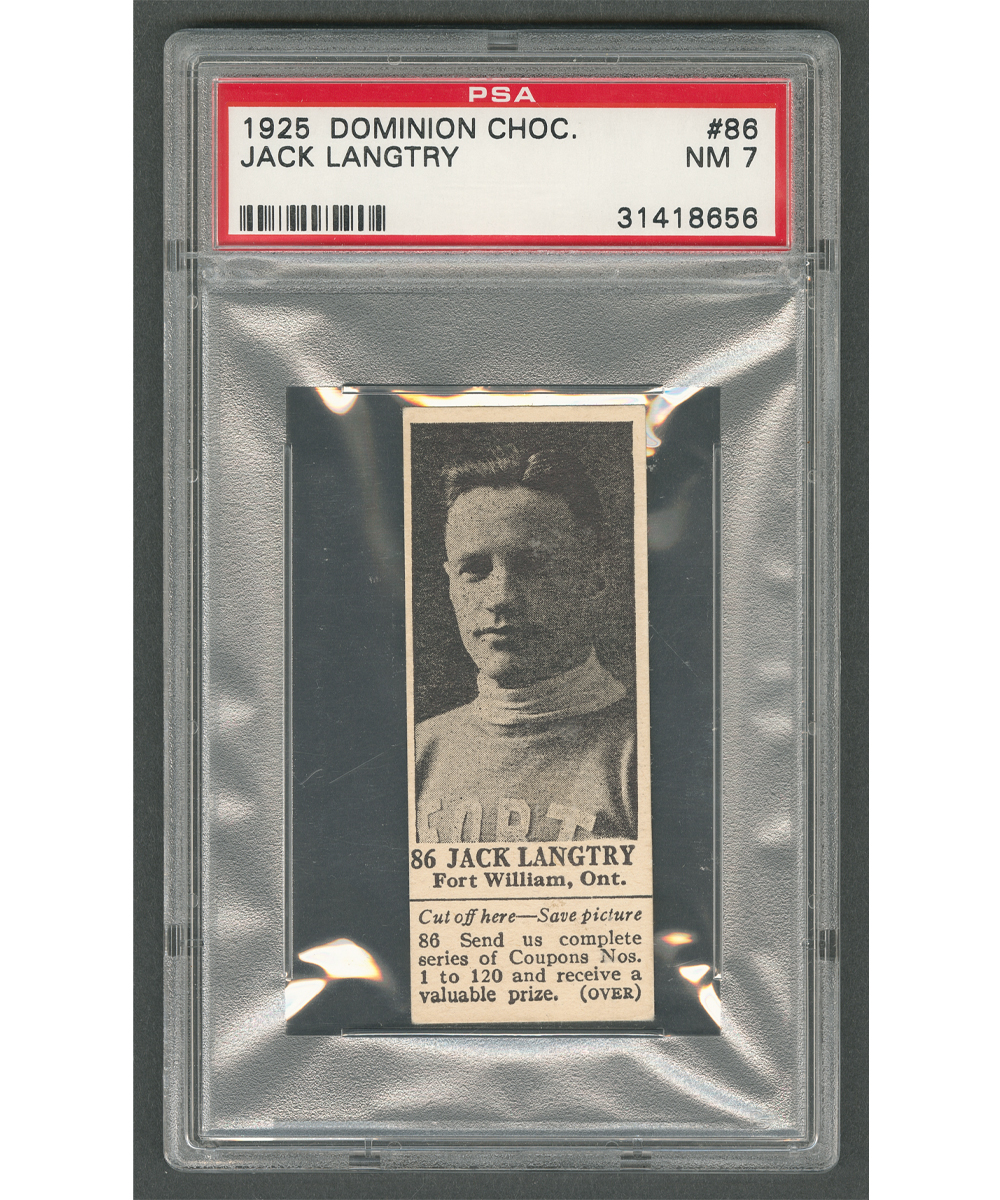 PSA
1925 DOMINION CHOC. #86
JACK LANGTRY NM 7
31418656
FORT
86 JACK LANGTRY
Fort William, Ont.
Cut off here—Save picture
86 Send us complete
series of Coupons Nos.
1 to 120 and receive a
valuable prize. (OVER)